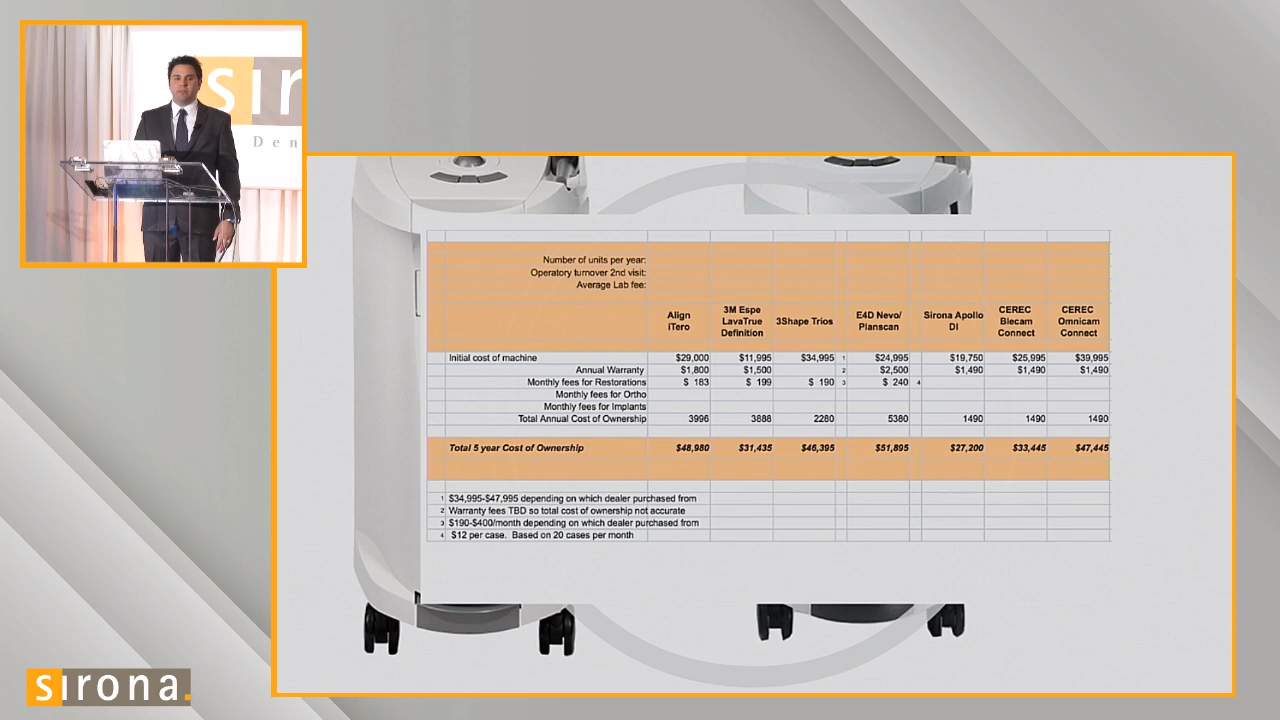 sır
Den
Number of units per year:
Operatory turnover 2nd visit:
Average Lab fee:
Align iTero 3M Espe LavaTrue Definition 3Shape Trios E4D Nevo/ Planscan Sirona Apollo DI CEREC Blecam Connect CEREC Omnicam Connect
Initial cost of machine $29,000 $11,995 $34,995 1 $24,995 $19,750 $25,995 $39,995
Annual Warranty $1,800 $1,500 2 $2,500 $1,490 $1,490 $1,490
Monthly fees for Restorations $ 183 $ 199 $ 190 3 $ 240 4
Monthly fees for Ortho
Monthly fees for Implants
Total Annual Cost of Ownership 3996 3888 2280 5380 1490 1490 1490
Total 5 year Cost of Ownership $48,980 $31,435 $46,395 $51,895 $27,200 $33,445 $47,445
1 $34,995-$47,995 depending on which dealer purchased from
2 Warranty fees TBD so total cost of ownership not accurate
3 $190-$400/month depending on which dealer purchased from
4 $12 per case. Based on 20 cases per month
sırona.